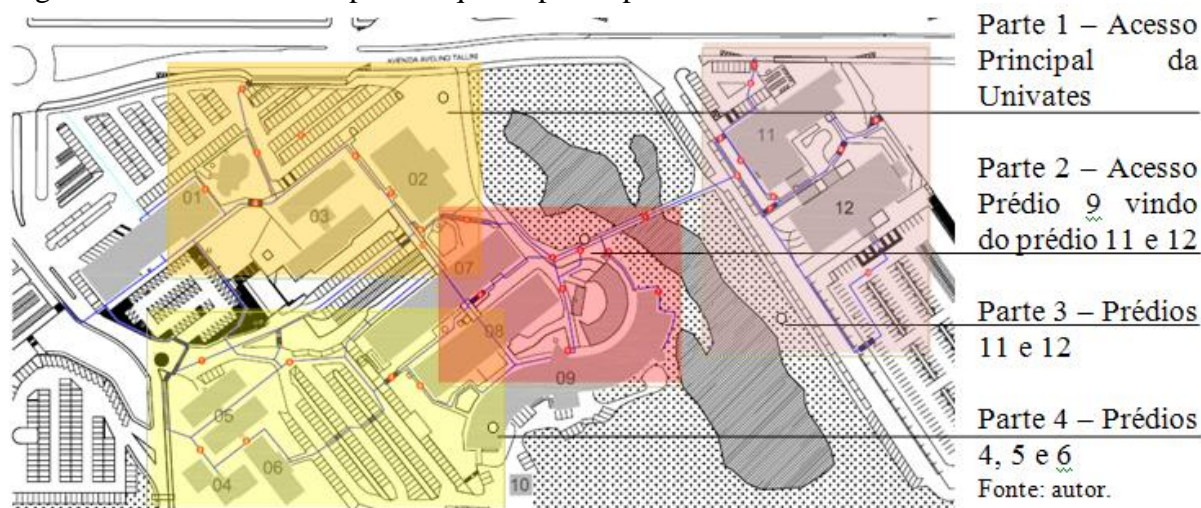 Parte 1 – Acesso
Principal da
Univates
Parte 2 – Acesso
Prédio 9 vindo
do prédio 11 e 12
Parte 3 – Prédios
11 e 12
Parte 4 – Prédios
4, 5 e 6
Fonte: autor.
AVENIDA AVELINO TALLINI
01
02
03
04
05
06
07
08
09
10
11
12